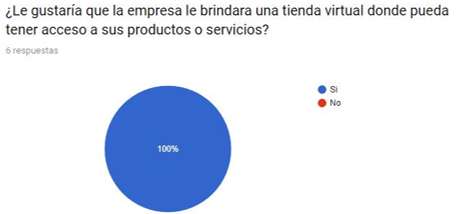 ¿Le gustaría que la empresa le brindara una tienda virtual donde pueda
tener acceso a sus productos o servicios?
6 respuestas
Si
No
100%